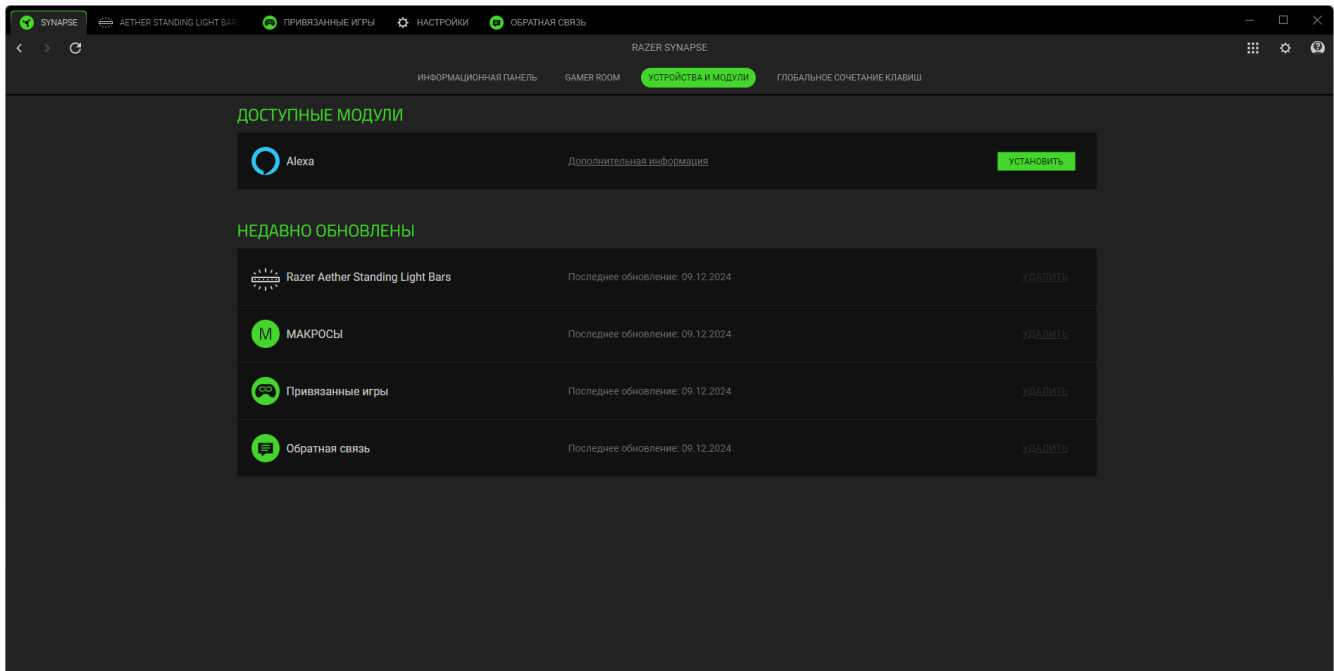 SYNAPSE
AETHER STANDING LIGHT BAR
ПРИВЯЗАННЫЕ ИГРЫ
НАСТРОЙКИ
ОБРАТНАЯ СВЯЗЬ
RAZER SYNAPSE
ИНФОРМАЦИОННАЯ ПАНЕЛЬ
GAMER ROOM
УСТРОЙСТВА И МОДУЛИ
ГЛОБАЛЬНОЕ СОЧЕТАНИЕ КЛАВИШ
ДОСТУПНЫЕ МОДУЛИ
Alexa
Дополнительная информация
УСТАНОВИТЬ
НЕДАВНО ОБНОВЛЕНЫ
Razer Aether Standing Light Bars
Последнее обновление: 09.12.2024
УДАЛИТЬ
M
МАКРОСЫ
Последнее обновление: 09.12.2024
УДАЛИТЬ
Привязанные игры
Последнее обновление: 09.12.2024
УДАЛИТЬ
Обратная связь
Последнее обновление: 09.12.2024
УДАЛИТЬ